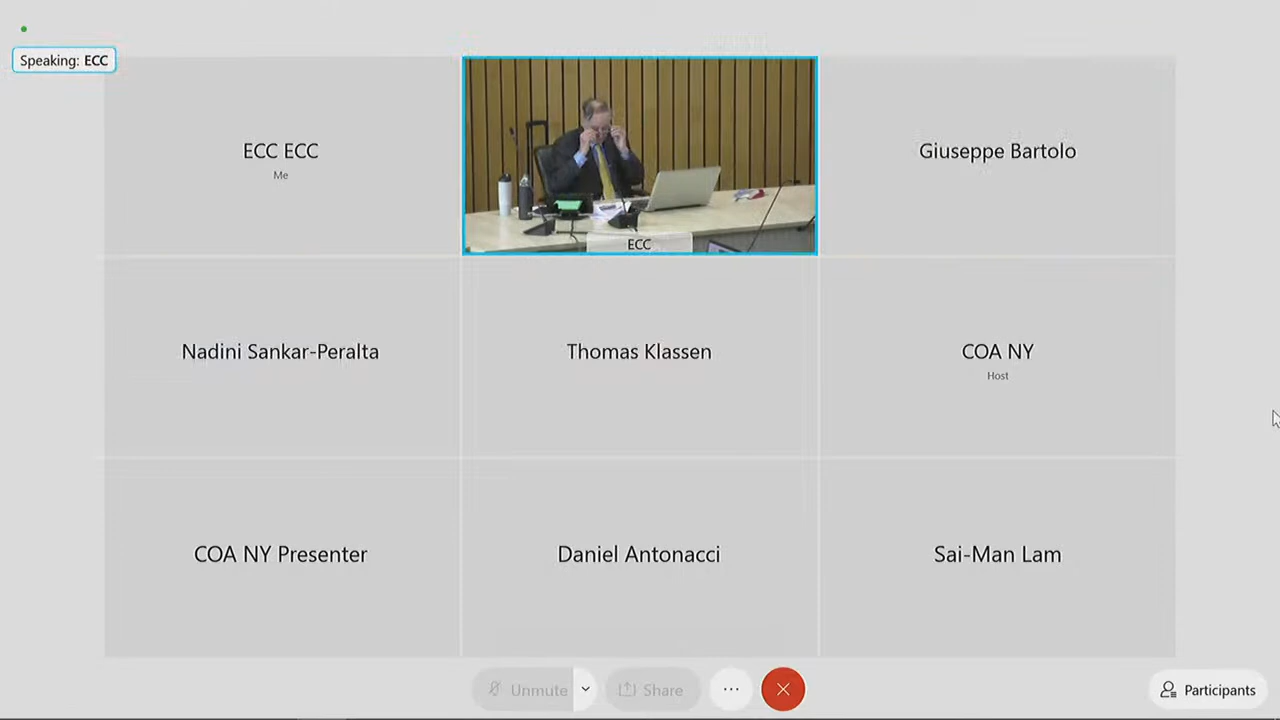 Speaking: ECC
ECC ECC
Me
ECC
Giuseppe Bartolo
Nadini Sankar-Peralta
Thomas Klassen
COA NY
Host
COA NY Presenter
Daniel Antonacci
Sai-Man Lam
Unmute
Share
Participants